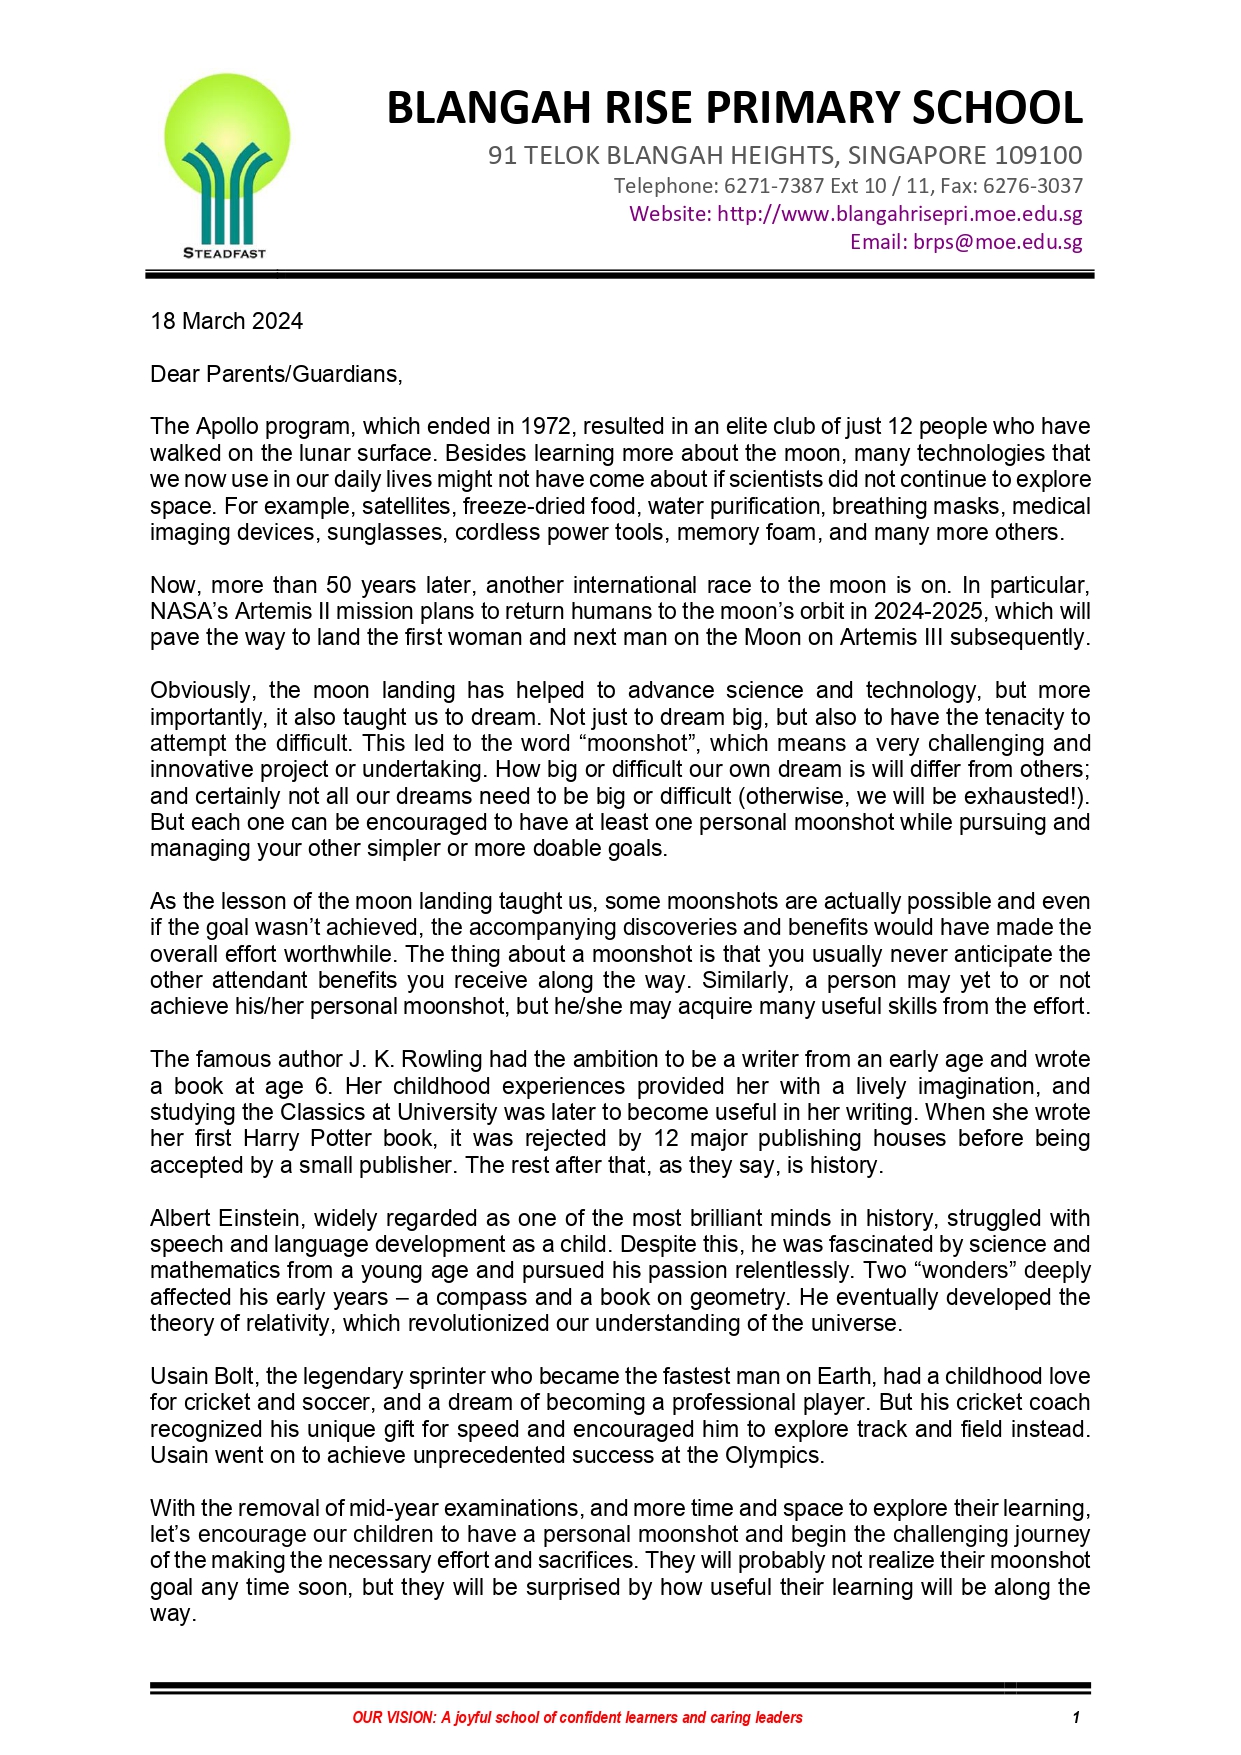 BLANGAH RISE PRIMARY SCHOOL
91 TELOK BLANGAH HEIGHTS, SINGAPORE 109100
Telephone: 6271-7387 Ext 10 / 11, Fax: 6276-3037
Website: http://www.blangahrisepri.moe.edu.sg
Email: brps@moe.edu.sg
STEADFAST
18 March 2024
Dear Parents/Guardians,
The Apollo program, which ended in 1972, resulted in an elite club of just 12 people who have
walked on the lunar surface. Besides learning more about the moon, many technologies that
we now use in our daily lives might not have come about if scientists did not continue to explore
space. For example, satellites, freeze-dried food, water purification, breathing masks, medical
imaging devices, sunglasses, cordless power tools, memory foam, and many more others.
Now, more than 50 years later, another international race to the moon is on. In particular,
NASA’s Artemis II mission plans to return humans to the moon’s orbit in 2024-2025, which will
pave the way to land the first woman and next man on the Moon on Artemis III subsequently.
Obviously, the moon landing has helped to advance science and technology, but more
importantly, it also taught us to dream. Not just to dream big, but also to have the tenacity to
attempt the difficult. This led to the word “moonshot”, which means a very challenging and
innovative project or undertaking. How big or difficult our own dream is will differ from others;
and certainly not all our dreams need to be big or difficult (otherwise, we will be exhausted!).
But each one can be encouraged to have at least one personal moonshot while pursuing and
managing your other simpler or more doable goals.
As the lesson of the moon landing taught us, some moonshots are actually possible and even
if the goal wasn’t achieved, the accompanying discoveries and benefits would have made the
overall effort worthwhile. The thing about a moonshot is that you usually never anticipate the
other attendant benefits you receive along the way. Similarly, a person may yet to or not
achieve his/her personal moonshot, but he/she may acquire many useful skills from the effort.
The famous author J. K. Rowling had the ambition to be a writer from an early age and wrote
a book at age 6. Her childhood experiences provided her with a lively imagination, and
studying the Classics at University was later to become useful in her writing. When she wrote
her first Harry Potter book, it was rejected by 12 major publishing houses before being
accepted by a small publisher. The rest after that, as they say, is history.
Albert Einstein, widely regarded as one of the most brilliant minds in history, struggled with
speech and language development as a child. Despite this, he was fascinated by science and
mathematics from a young age and pursued his passion relentlessly. Two “wonders” deeply
affected his early years – a compass and a book on geometry. He eventually developed the
theory of relativity, which revolutionized our understanding of the universe.
Usain Bolt, the legendary sprinter who became the fastest man on Earth, had a childhood love
for cricket and soccer, and a dream of becoming a professional player. But his cricket coach
recognized his unique gift for speed and encouraged him to explore track and field instead.
Usain went on to achieve unprecedented success at the Olympics.
With the removal of mid-year examinations, and more time and space to explore their learning,
let’s encourage our children to have a personal moonshot and begin the challenging journey
of the making the necessary effort and sacrifices. They will probably not realize their moonshot
goal any time soon, but they will be surprised by how useful their learning will be along the
way.
OUR VISION: A joyful school of confident learners and caring leaders 1